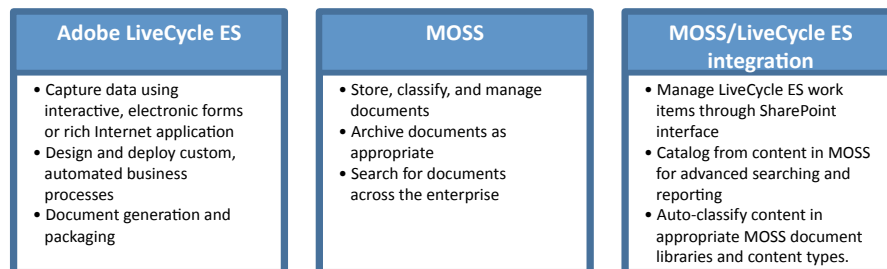 Adobe LiveCycle ES
• Capture data using
interactive, electronic forms
or rich Internet application
• Design and deploy custom,
automated business
processes
• Document generation and
packaging
MOSS
• Store, classify, and manage
documents
• Archive documents as
appropriate
• Search for documents
across the enterprise
MOSS/LiveCycle ES
integration
• Manage LiveCycle ES work
items through SharePoint
interface
• Catalog from content in MOSS
for advanced searching and
reporting
• Auto-classify content in
appropriate MOSS document
libraries and content types.